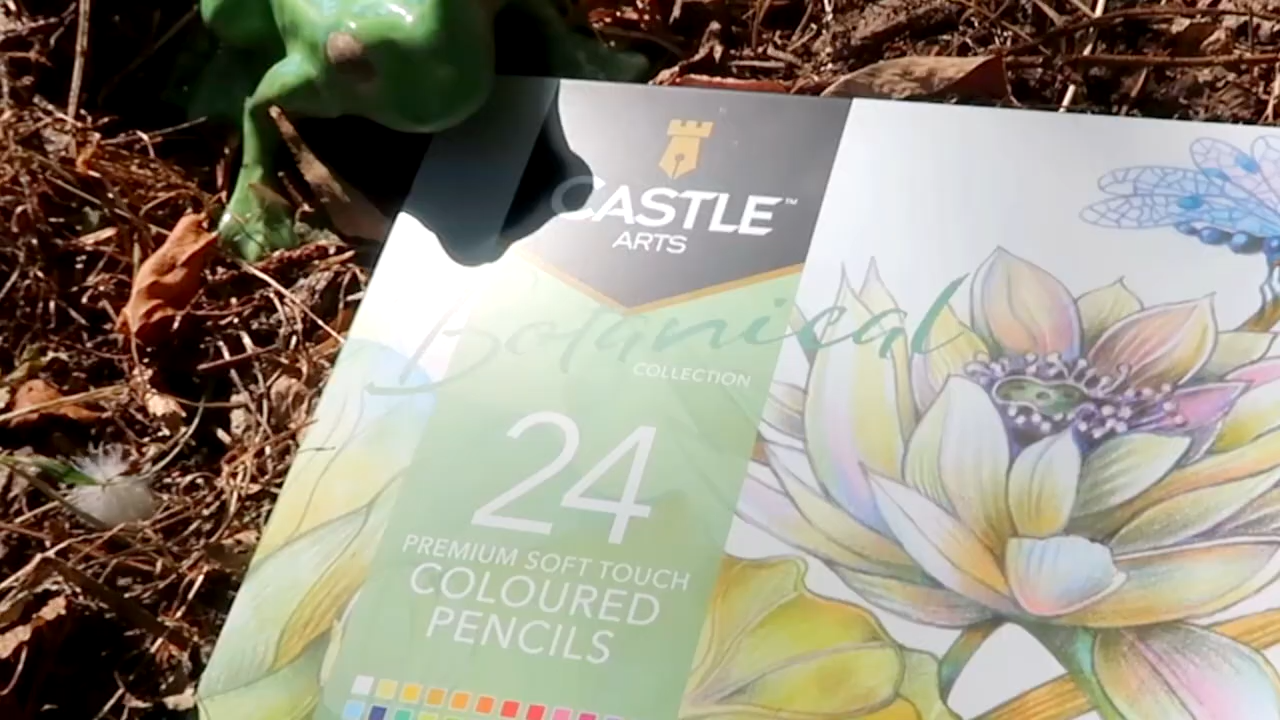 CASTLE™
ARTS
Botanical
COLLECTION
24
PREMIUM SOFT TOUCH
COLOURED
PENCILS